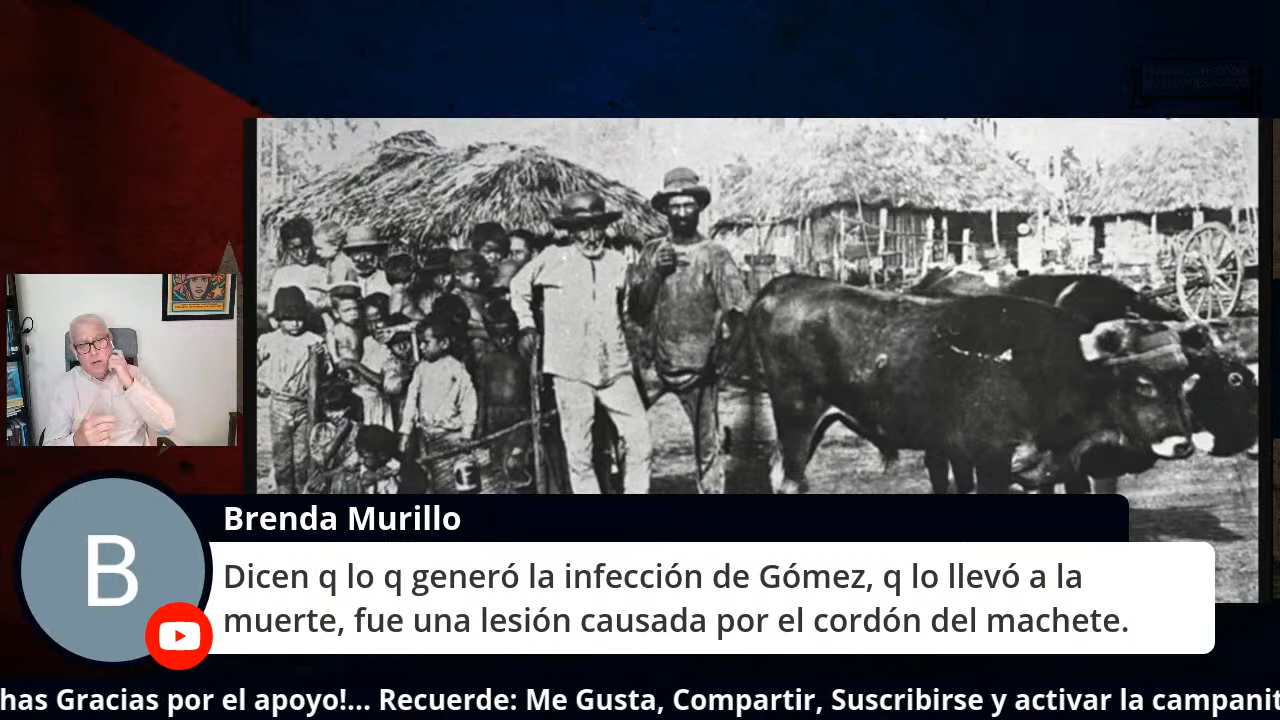 Brenda Murillo
B
Dicen q lo q generó la infección de Gómez, q lo llevó a la
muerte, fue una lesión causada por el cordón del machete.
has Gracias por el apoyo!... Recuerde: Me Gusta, Compartir, Suscribirse y activar la campanit